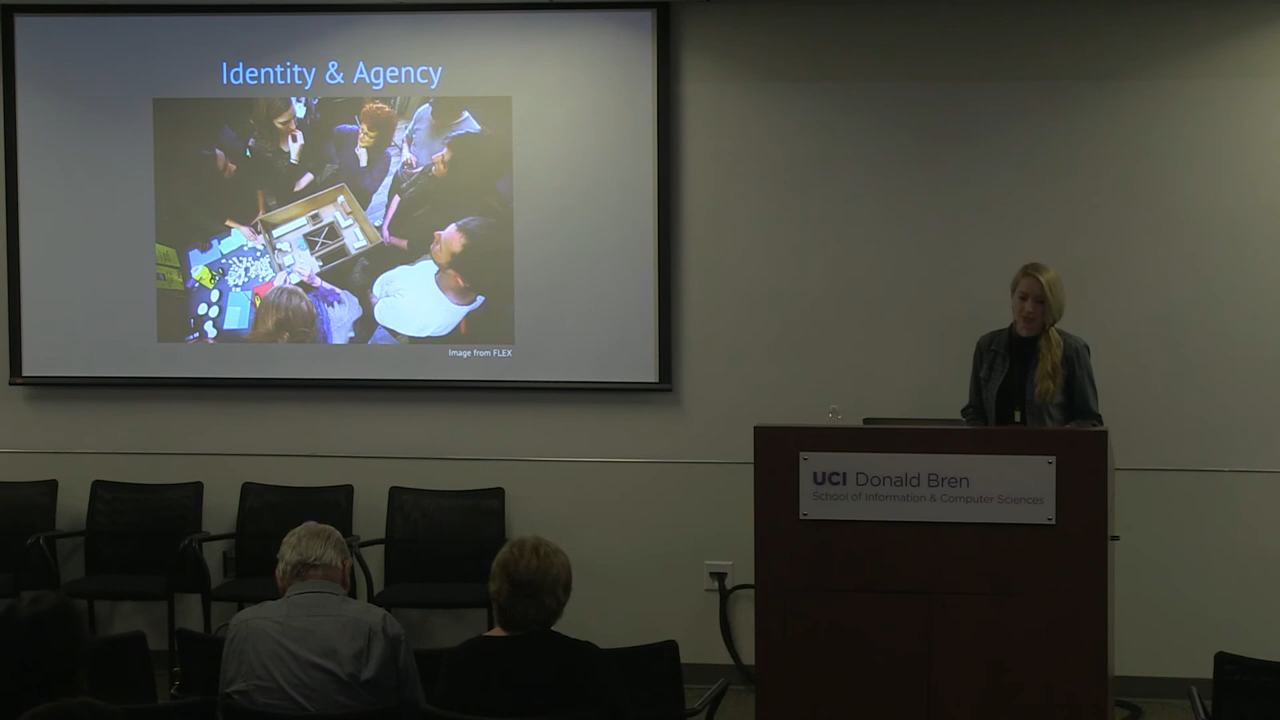 Identity & Agency
Image from FLEX
UCI Donald Bren
School of Information & Computer Sciences